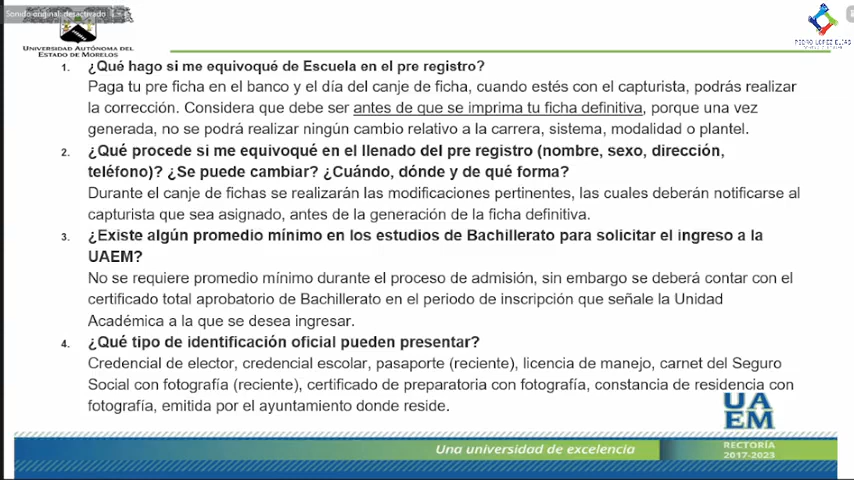 Sonido original: desactivado
UNIVERSIDAD AUTÓNOMA DEL
ESTADO DE MORELOS
1. ¿Qué hago si me equivoqué de Escuela en el pre registro?
Paga tu pre ficha en el banco y el día del canje de ficha, cuando estés con el capturista, podrás realizar
la corrección. Considera que debe ser antes de que se imprima tu ficha definitiva, porque una vez
generada, no se podrá realizar ningún cambio relativo a la carrera, sistema, modalidad o plantel.
2. ¿Qué procede si me equivoqué en el llenado del pre registro (nombre, sexo, dirección,
teléfono)? ¿Se puede cambiar? ¿Cuándo, dónde y de qué forma?
Durante el canje de fichas se realizarán las modificaciones pertinentes, las cuales deberán notificarse al
capturista que sea asignado, antes de la generación de la ficha definitiva.
3. ¿Existe algún promedio mínimo en los estudios de Bachillerato para solicitar el ingreso a la
UAEM?
No se requiere promedio mínimo durante el proceso de admisión, sin embargo se deberá contar con el
certificado total aprobatorio de Bachillerato en el periodo de inscripción que señale la Unidad
Académica a la que se desea ingresar.
4. ¿Qué tipo de identificación oficial pueden presentar?
Credencial de elector, credencial escolar, pasaporte (reciente), licencia de manejo, carnet del Seguro
Social con fotografía (reciente), certificado de preparatoria con fotografía, constancia de residencia con
fotografía, emitida por el ayuntamiento donde reside.
UA
EM
Una universidad de excelencia
RECTORÍA
2017-2023